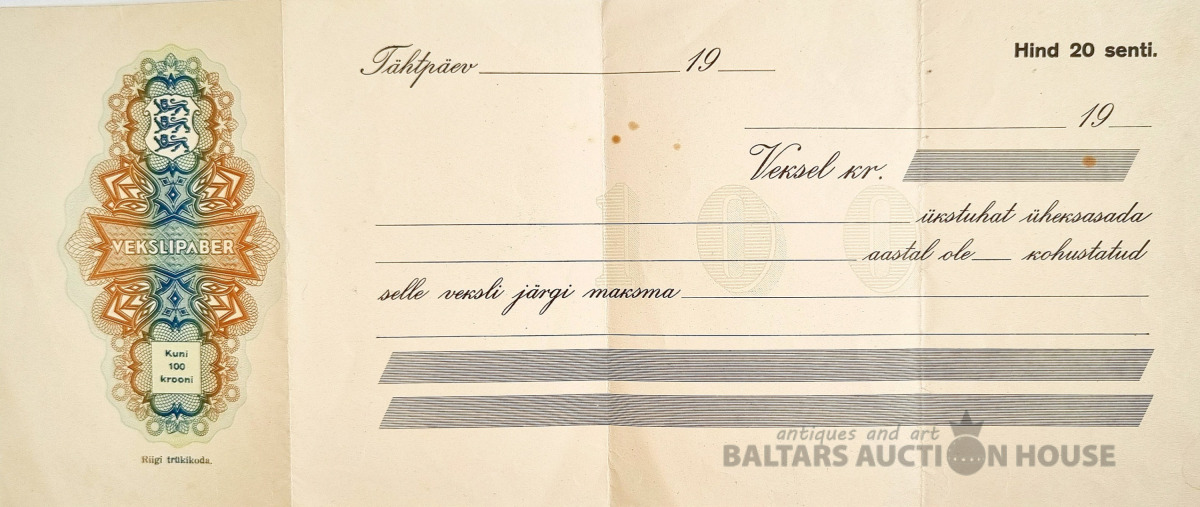 VEKSLIPABER
Kuni
100
krooni
Riigi trükikoda.
Tähtpäev 19
Hind 20 senti.
19
Veksel kr.
100
ükstuhat üheksasada
aastal ole kohustatud
selle veksli järgi maksma
antiques and art
BALTARS AUCTION HOUSE